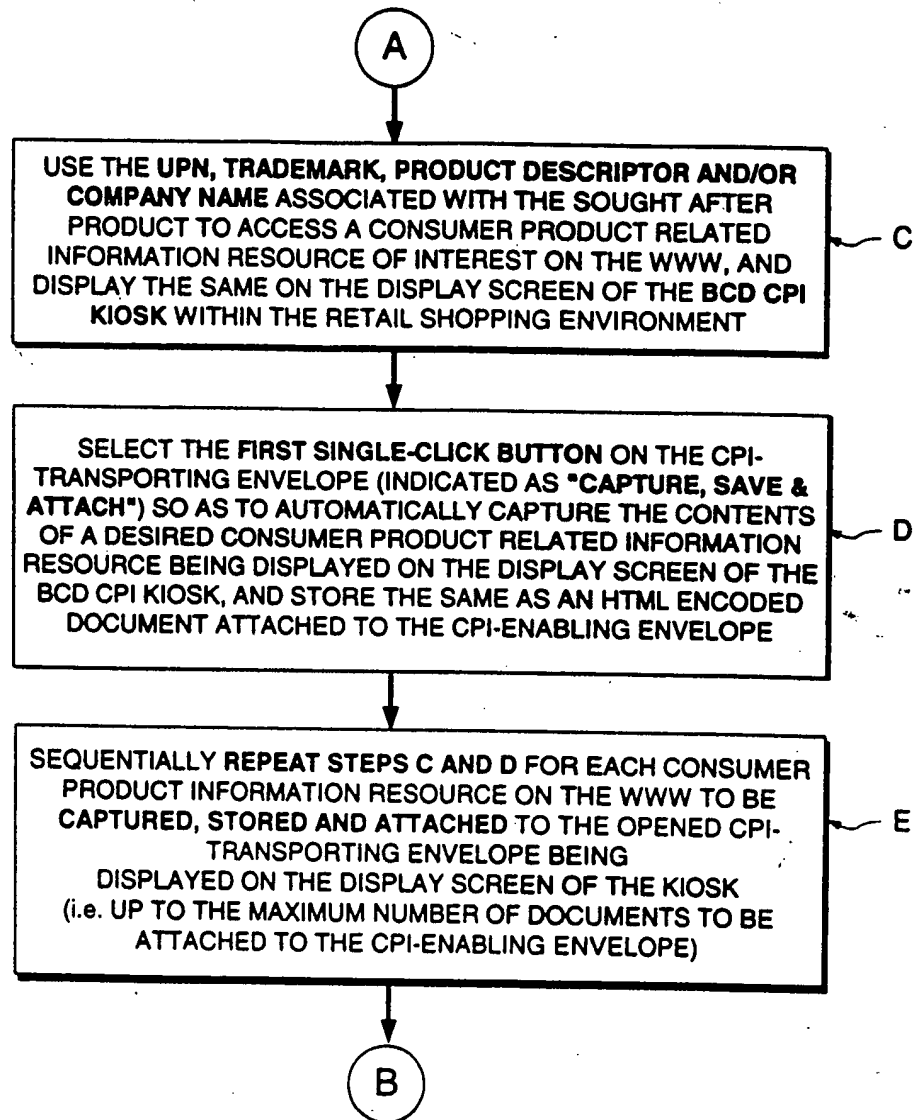 A
USE THE UPN, TRADEMARK, PRODUCT DESCRIPTOR AND/OR
COMPANY NAME ASSOCIATED WITH THE SOUGHT AFTER
PRODUCT TO ACCESS A CONSUMER PRODUCT RELATED
INFORMATION RESOURCE OF INTEREST ON THE WWW, AND
DISPLAY THE SAME ON THE DISPLAY SCREEN OF THE BCD CPI
KIOSK WITHIN THE RETAIL SHOPPING ENVIRONMENT
C
SELECT THE FIRST SINGLE-CLICK BUTTON ON THE CPI-
TRANSPORTING ENVELOPE (INDICATED AS "CAPTURE, SAVE &
ATTACH") SO AS TO AUTOMATICALLY CAPTURE THE CONTENTS
OF A DESIRED CONSUMER PRODUCT RELATED INFORMATION
RESOURCE BEING DISPLAYED ON THE DISPLAY SCREEN OF THE
BCD CPI KIOSK, AND STORE THE SAME AS AN HTML ENCODED
DOCUMENT ATTACHED TO THE CPI-ENABLING ENVELOPE
D
SEQUENTIALLY REPEAT STEPS C AND D FOR EACH CONSUMER
PRODUCT INFORMATION RESOURCE ON THE WWW TO BE
CAPTURED, STORED AND ATTACHED TO THE OPENED CPI-
TRANSPORTING ENVELOPE BEING
DISPLAYED ON THE DISPLAY SCREEN OF THE KIOSK
(i.e. UP TO THE MAXIMUM NUMBER OF DOCUMENTS TO BE
ATTACHED TO THE CPI-ENABLING ENVELOPE)
E
B